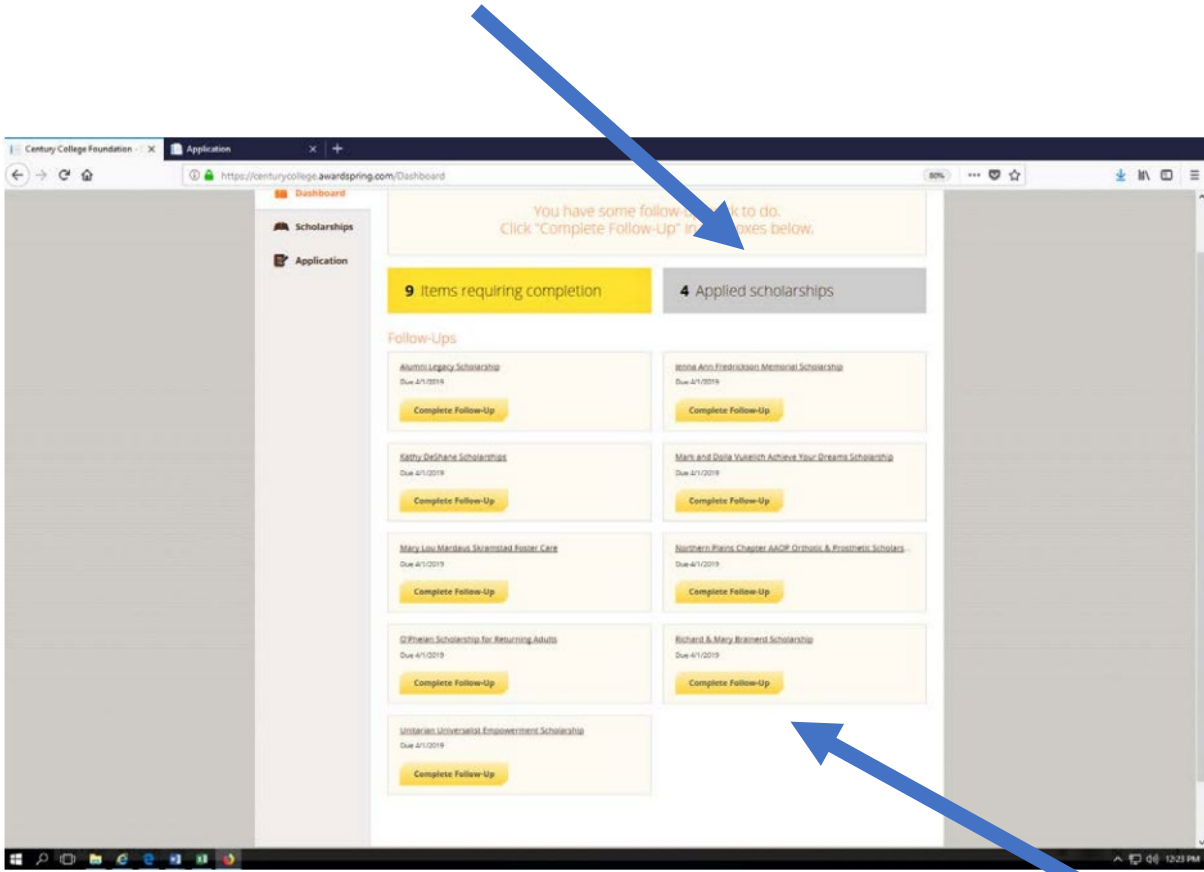 Century College Foundation -
Application
https://centurycollege.awardspring.com/Dashboard
80%
Dashboard
Scholarships
Application
You have some follow-up to do.
Click "Complete Follow-Up" in boxes below.
9 Items requiring completion
4 Applied scholarships
Follow-Ups
Alumni Legacy Scholarship
Due 4/1/2019
Complete Follow-Up
Jenna Ann Fredrickson Memorial Scholarship
Due 4/1/2019
Complete Follow-Up
Kathy DeShane Scholarships
Due 4/1/2019
Complete Follow-Up
Mark and Dalla Vukelich Achieve Your Dreams Scholarship
Due 4/1/2019
Complete Follow-Up
Mary Lou Mardaus Skramstad Foster Care
Due 4/1/2019
Complete Follow-Up
Northern Plains Chapter AAOP Orthotic & Prosthetic Scholars...
Due 4/1/2019
Complete Follow-Up
O'Phelan Scholarship for Returning Adults
Due 4/1/2019
Complete Follow-Up
Richard & Mary Brainerd Scholarship
Due 4/1/2019
Complete Follow-Up
Unitarian Universalist Empowerment Scholarship
Due 4/1/2019
Complete Follow-Up
12:23 PM